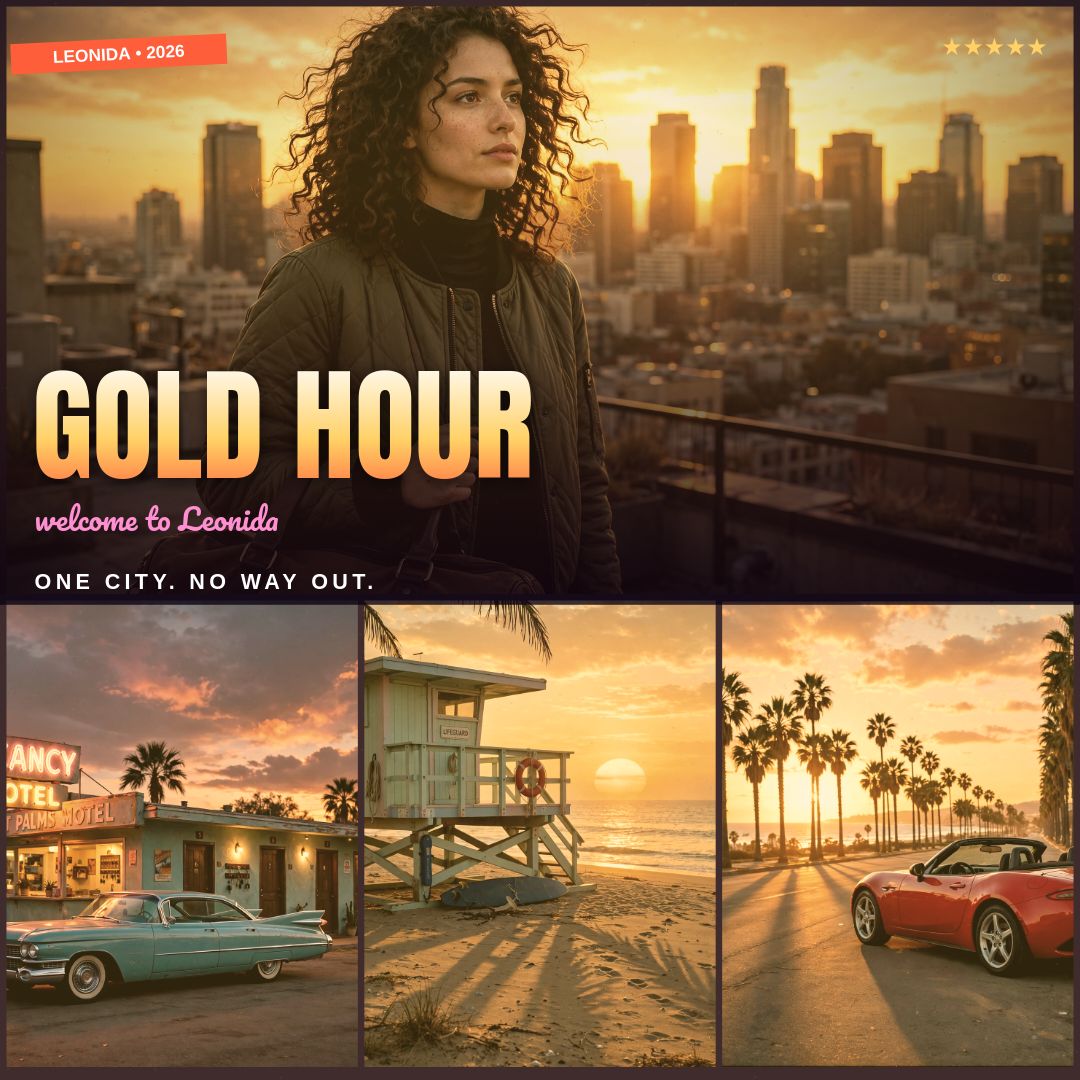 LEONIDA • 2026
★★★★★
GOLD HOUR
welcome to Leonida
ONE CITY. NO WAY OUT.
ANCY
OTEL
T PALMS MOTEL
LIFEGUARD